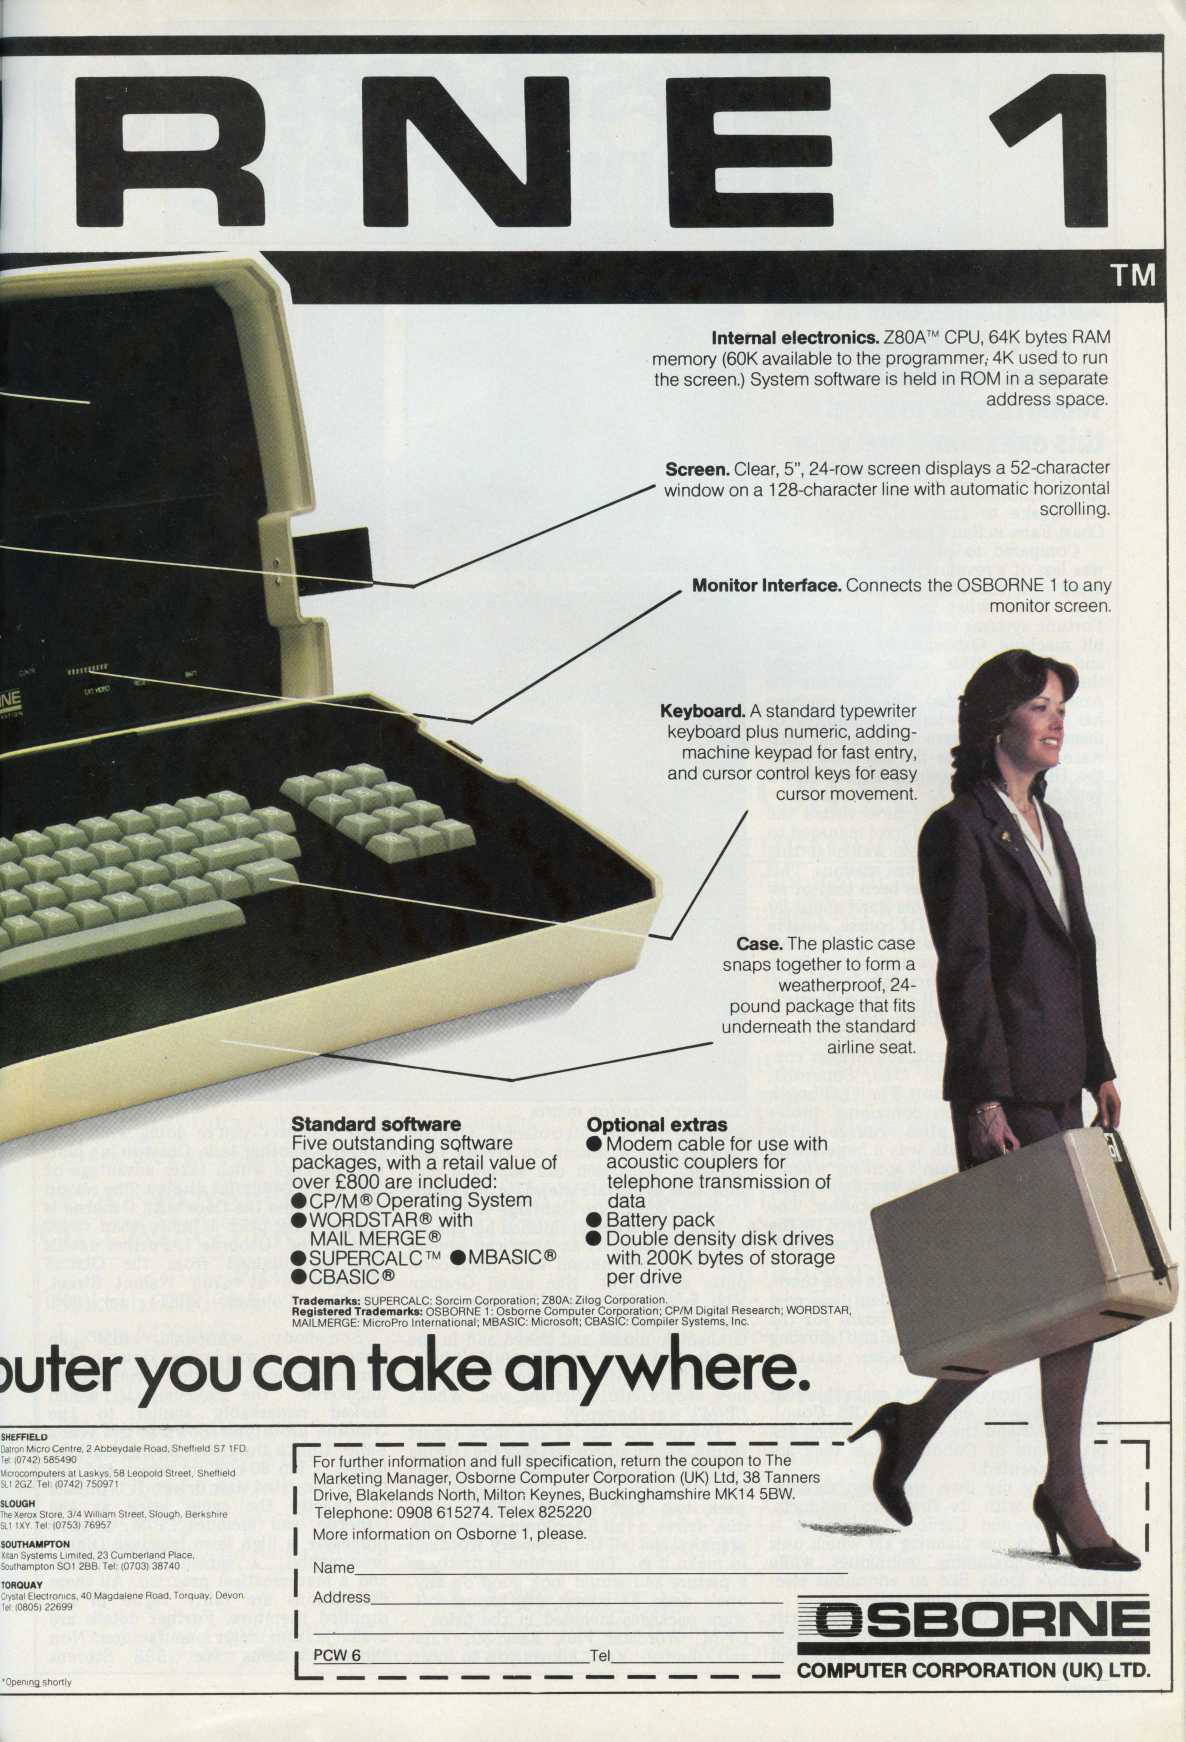 RNE 1
TM
Internal electronics. Z80A™ CPU, 64K bytes RAM
memory (60K available to the programmer; 4K used to run
the screen.) System software is held in ROM in a separate
address space.
Screen. Clear, 5", 24-row screen displays a 52-character
window on a 128-character line with automatic horizontal
scrolling.
Monitor Interface. Connects the OSBORNE 1 to any
monitor screen.
Keyboard. A standard typewriter
keyboard plus numeric, adding-
machine keypad for fast entry,
and cursor control keys for easy
cursor movement.
Case. The plastic case
snaps together to form a
weatherproof, 24-
pound package that fits
underneath the standard
airline seat.
EXT VIDEO
BATT
Standard software
Five outstanding software
packages, with a retail value of
over £800 are included:
●CP/M® Operating System
●WORDSTAR® with
MAIL MERGE®
●SUPERCALC™ ●MBASIC®
●CBASIC®
Optional extras
●Modem cable for use with
acoustic couplers for
telephone transmission of
data
●Battery pack
●Double density disk drives
with 200K bytes of storage
per drive
Trademarks: SUPERCALC: Sorcim Corporation; Z80A: Zilog Corporation.
Registered Trademarks: OSBORNE 1: Osborne Computer Corporation; CP/M Digital Research; WORDSTAR,
MAILMERGE: MicroPro International; MBASIC: Microsoft; CBASIC: Compiler Systems, Inc.
outer you can take anywhere.
SHEFFIELD
Datron Micro Centre, 2 Abbeydale Road, Sheffield S7 1FD.
Tel: (0742) 585490
Microcomputers at Laskys, 58 Leopold Street, Sheffield
SL1 2GZ. Tel: (0742) 750971
SLOUGH
The Xerox Store, 3/4 William Street, Slough, Berkshire
SL1 1XY. Tel: (0753) 76957
SOUTHAMPTON
Xitan Systems Limited, 23 Cumberland Place,
Southampton SO1 2BB. Tel: (0703) 38740
TORQUAY
Crystal Electronics, 40 Magdalene Road, Torquay, Devon.
Tel: (0805) 22699
*Opening shortly
For further information and full specification, return the coupon to The
Marketing Manager, Osborne Computer Corporation (UK) Ltd, 38 Tanners
Drive, Blakelands North, Milton Keynes, Buckinghamshire MK14 5BW.
Telephone: 0908 615274. Telex 825220
More information on Osborne 1, please.
Name
Address
PCW 6 Tel
OSBORNE
COMPUTER CORPORATION (UK) LTD.